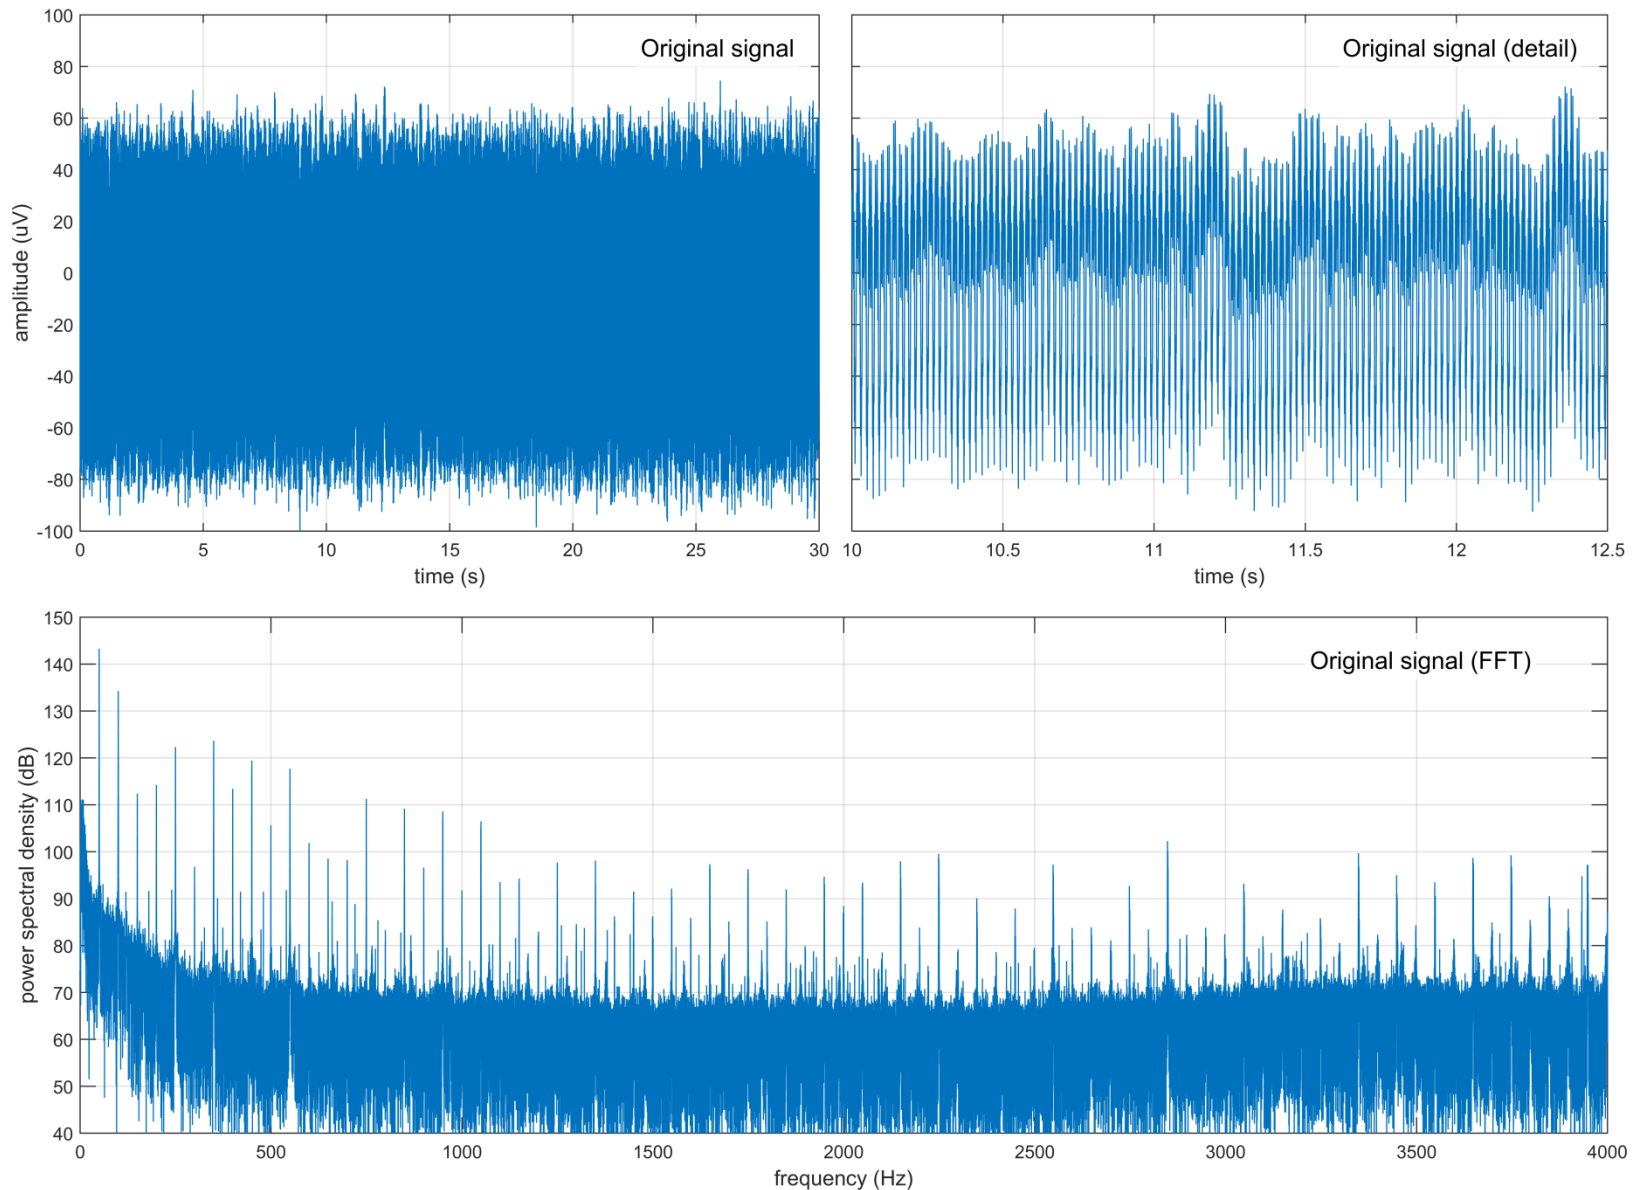 100
80
60
40
20
0
-20
-40
-60
-80
-100
amplitude (uV)
Original signal
0 5 10 15 20 25 30
time (s)
Original signal (detail)
10 10.5 11 11.5 12 12.5
time (s)
150
140
130
120
110
100
90
80
70
60
50
40
power spectral density (dB)
Original signal (FFT)
0 500 1000 1500 2000 2500 3000 3500 4000
frequency (Hz)